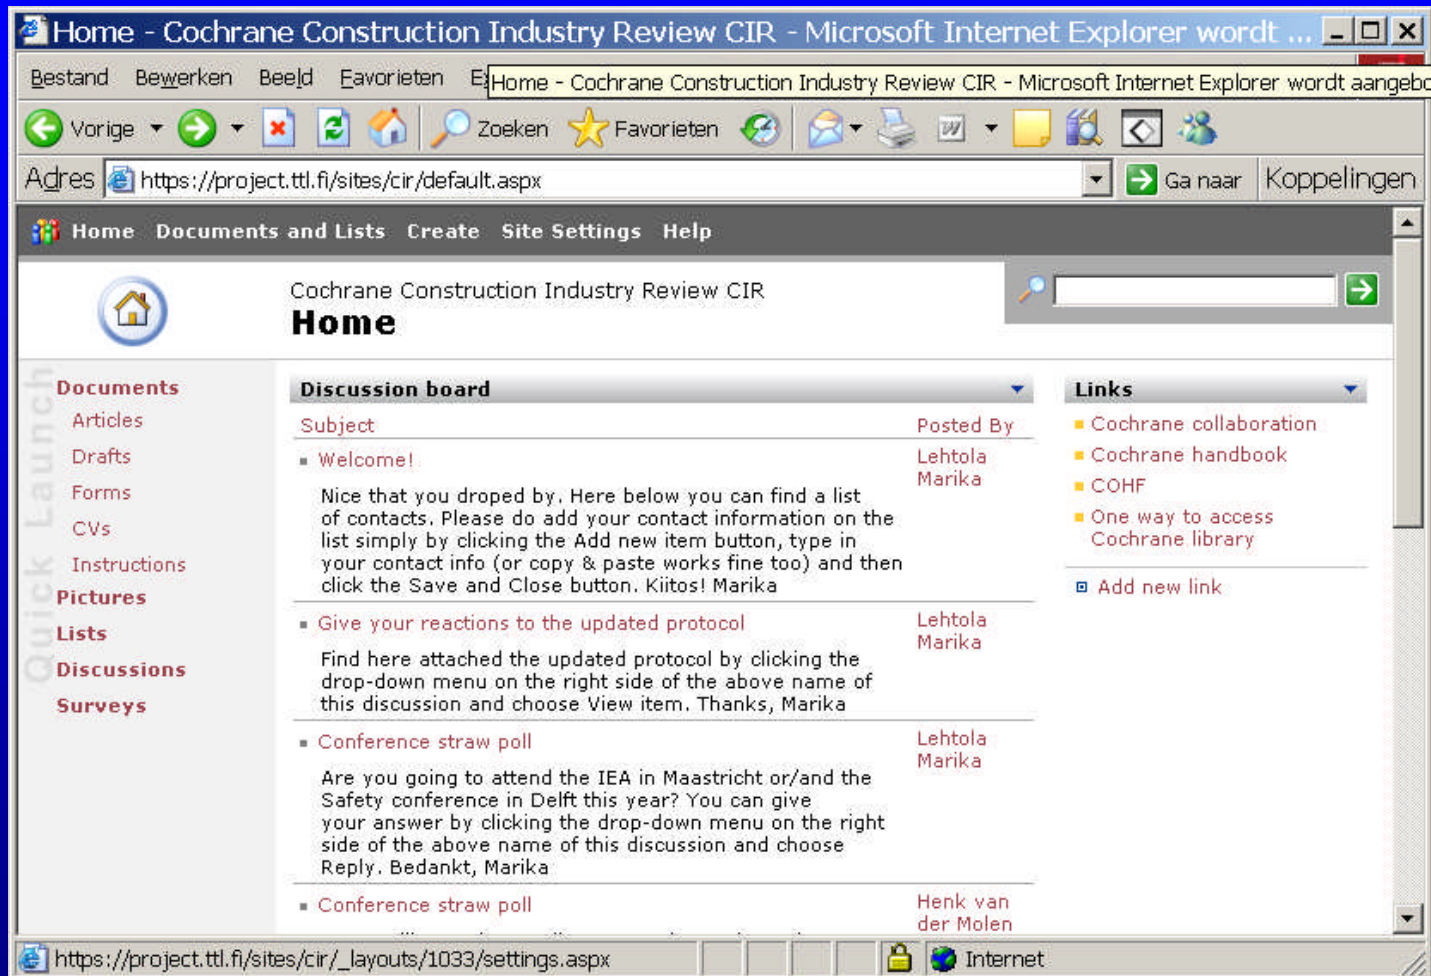 Home - Cochrane Construction Industry Review CIR - Microsoft Internet Explorer wordt ...
Bestand Bewerken Beeld Favorieten
Home - Cochrane Construction Industry Review CIR - Microsoft Internet Explorer wordt aangebo
Vorige Zoeken Favorieten
Adres https://project.ttl.fi/sites/cir/default.aspx Ga naar Koppelingen
Home Documents and Lists Create Site Settings Help
Cochrane Construction Industry Review CIR
Home
Quick Launch
Documents
Articles
Drafts
Forms
CVs
Instructions
Pictures
Lists
Discussions
Surveys
Discussion board
Subject Posted By
Welcome! Lehtola
Marika
Nice that you droped by. Here below you can find a list
of contacts. Please do add your contact information on the
list simply by clicking the Add new item button, type in
your contact info (or copy & paste works fine too) and then
click the Save and Close button. Kiitos! Marika
Give your reactions to the updated protocol Lehtola
Marika
Find here attached the updated protocol by clicking the
drop-down menu on the right side of the above name of
this discussion and choose View item. Thanks, Marika
Conference straw poll Lehtola
Marika
Are you going to attend the IEA in Maastricht or/and the
Safety conference in Delft this year? You can give
your answer by clicking the drop-down menu on the right
side of the above name of this discussion and choose
Reply. Bedankt, Marika
Conference straw poll Henk van
der Molen
Links
Cochrane collaboration
Cochrane handbook
COHF
One way to access
Cochrane library
Add new link
https://project.ttl.fi/sites/cir/_layouts/1033/settings.aspx Internet